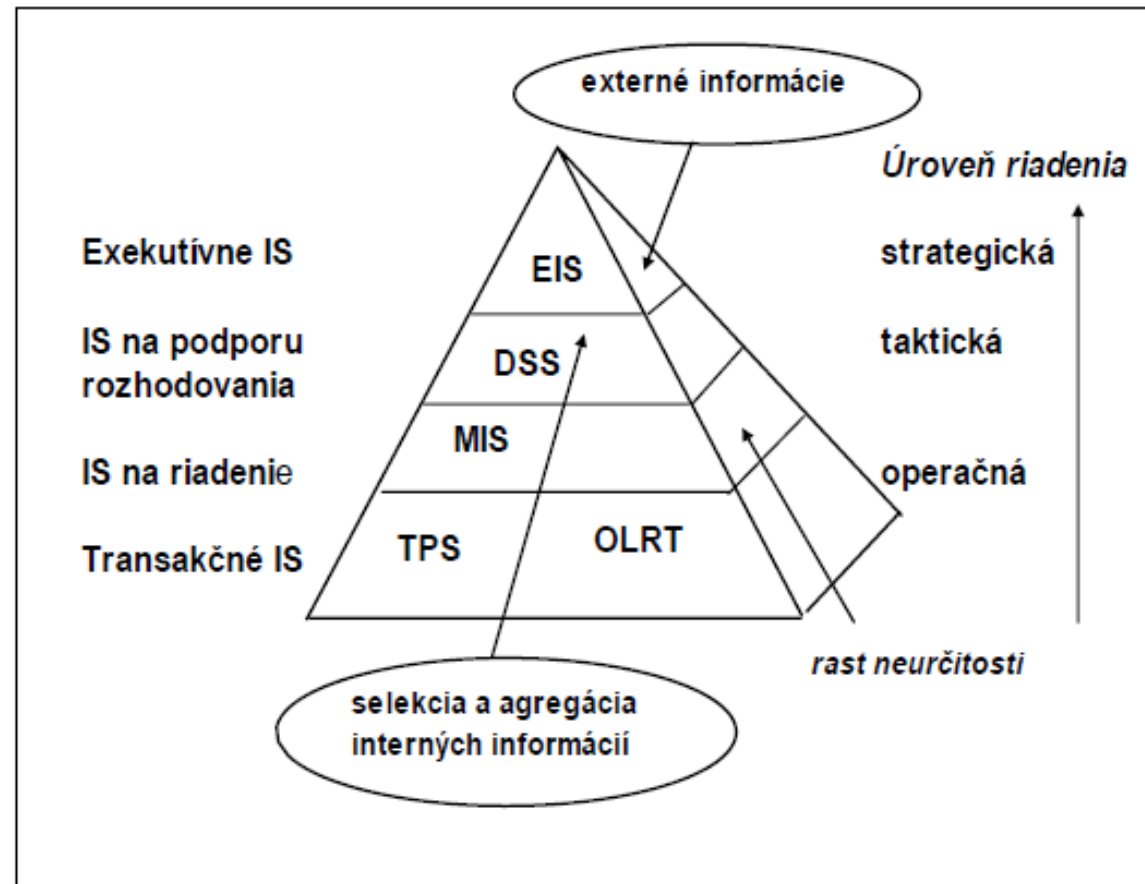 externé informácie
Úroveň riadenia
Exekutívne IS
EIS
strategická
IS na podporu
rozhodovania
DSS
taktická
MIS
IS na riadenie
operačná
Transakčné IS
TPS
OLRT
rast neurčitosti
selekcia a agregácia
interných informácií